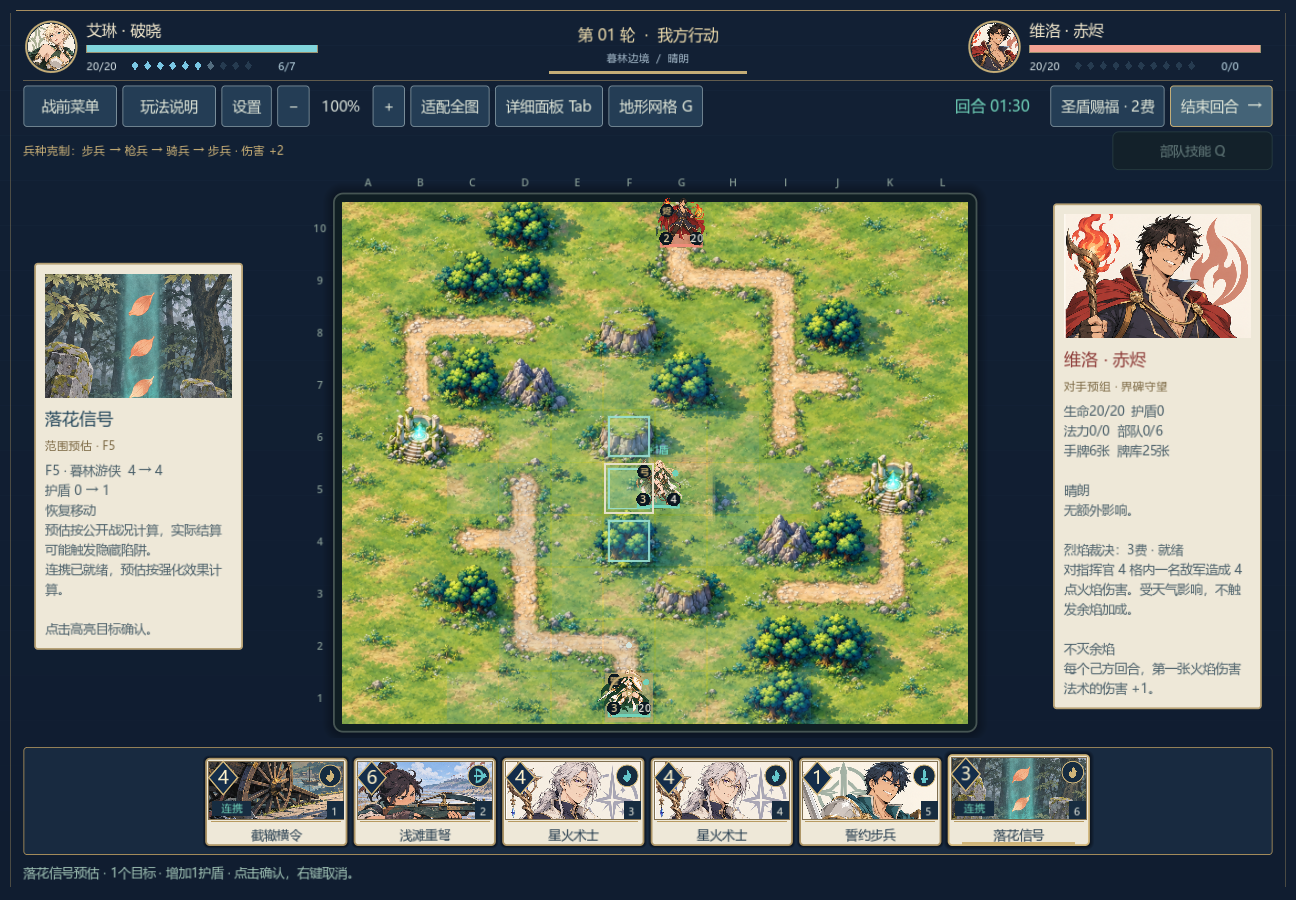 艾琳 · 破晓
20/20
6/7
第 01 轮 · 我方行动
暮林边境 / 晴朗
维洛 · 赤烬
20/20
0/0
战前菜单
玩法说明
设置
−
100%
+
适配全图
详细面板 Tab
地形网格 G
回合 01:30
圣盾赐福 · 2费
结束回合 →
兵种克制：步兵 → 枪兵 → 骑兵 → 步兵 · 伤害 +2
部队技能 Q
A B C D E F G H I J K L
10
9
8
7
6
5
4
3
2
1
2 20
3 4
3 20
落花信号
范围预估 · F5
F5 · 暮林游侠 4 → 4
护盾 0 → 1
恢复移动
预估按公开战况计算，实际结算
可能触发隐藏陷阱。
连携已就绪，预估按强化效果计
算。
点击高亮目标确认。
维洛 · 赤烬
对手预组 · 界碑守望
生命20/20 护盾0
法力0/0 部队0/6
手牌6张 牌库25张
晴朗
无额外影响。
烈焰裁决：3费 · 就绪
对指挥官 4 格内一名敌军造成 4
点火焰伤害。受天气影响，不触
发余焰加成。
不灭余焰
每个己方回合，第一张火焰伤害
法术的伤害 +1。
4
连携
1
截辙横令
6
2
浅滩重弩
4
3
星火术士
4
4
星火术士
1
5
誓约步兵
3
连携
6
落花信号
落花信号预估 · 1个目标 · 增加1护盾 · 点击确认，右键取消。